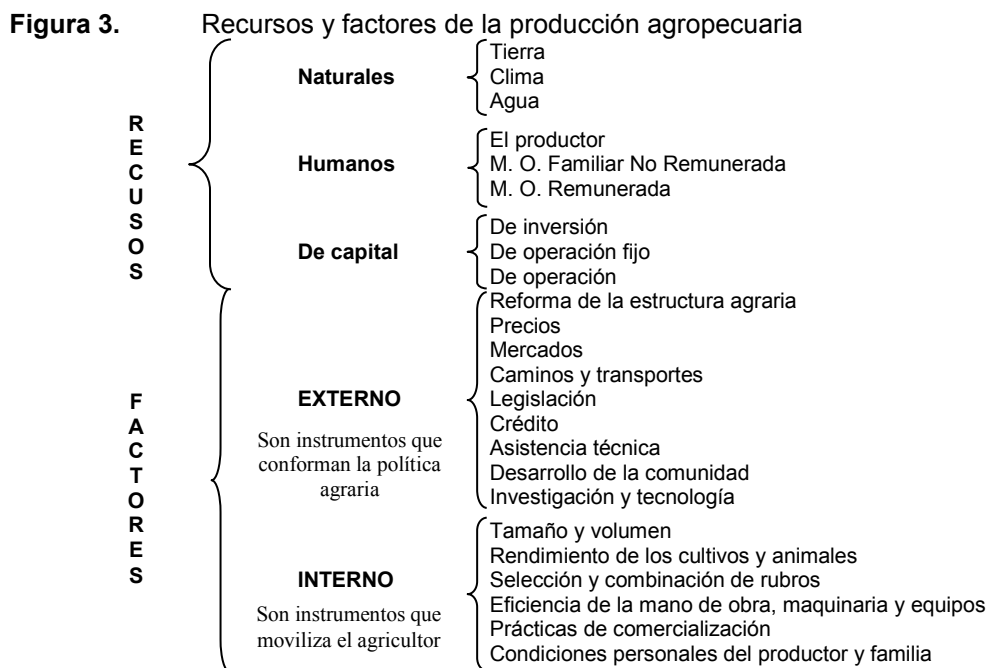 Figura 3. Recursos y factores de la producción agropecuaria
RECUSOS
Naturales
Tierra
Clima
Agua
Humanos
El productor
M. O. Familiar No Remunerada
M. O. Remunerada
De capital
De inversión
De operación fijo
De operación
FACTORES
EXTERNO
Son instrumentos que
conforman la política
agraria
Reforma de la estructura agraria
Precios
Mercados
Caminos y transportes
Legislación
Crédito
Asistencia técnica
Desarrollo de la comunidad
Investigación y tecnología
INTERNO
Son instrumentos que
moviliza el agricultor
Tamaño y volumen
Rendimiento de los cultivos y animales
Selección y combinación de rubros
Eficiencia de la mano de obra, maquinaria y equipos
Prácticas de comercialización
Condiciones personales del productor y familia